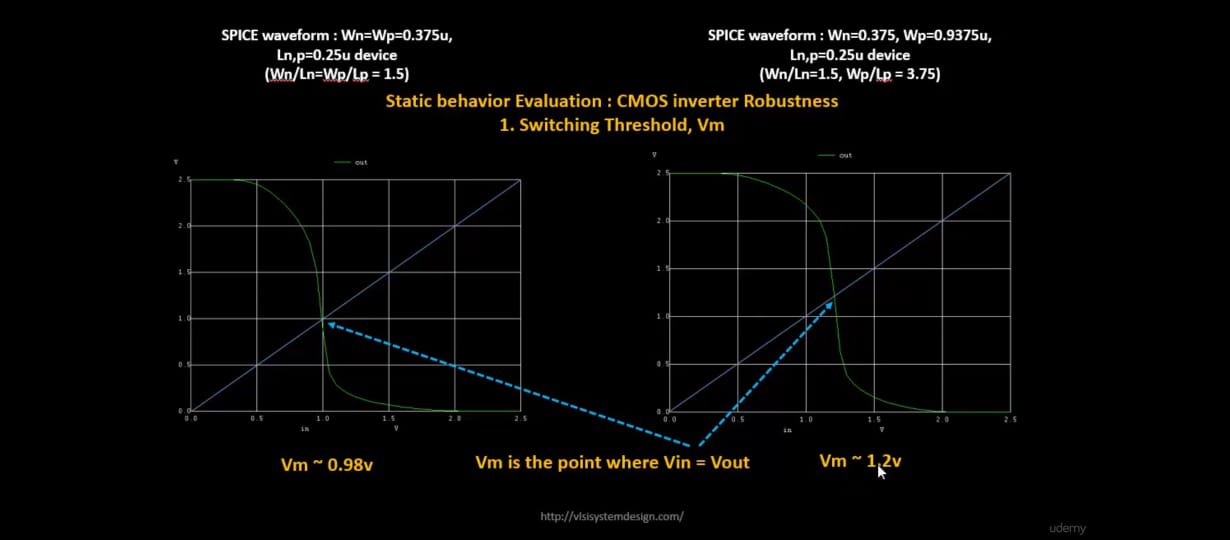 SPICE waveform : Wn=Wp=0.375u,
Ln,p=0.25u device
(Wn/Ln=Wp/Lp = 1.5)
SPICE waveform : Wn=0.375, Wp=0.9375u,
Ln,p=0.25u device
(Wn/Ln=1.5, Wp/Lp = 3.75)
Static behavior Evaluation : CMOS inverter Robustness
1. Switching Threshold, Vm
V
out
2.5
2.0
1.5
1.0
0.5
0.0
0.0 0.5 1.0 1.5 2.0 2.5
in V
V
out
2.5
2.0
1.5
1.0
0.5
0.0
0.0 0.5 1.0 1.5 2.0 2.5
in V
Vm ~ 0.98v
Vm is the point where Vin = Vout
Vm ~ 1.2v
http://vlsisystemdesign.com/
udemy